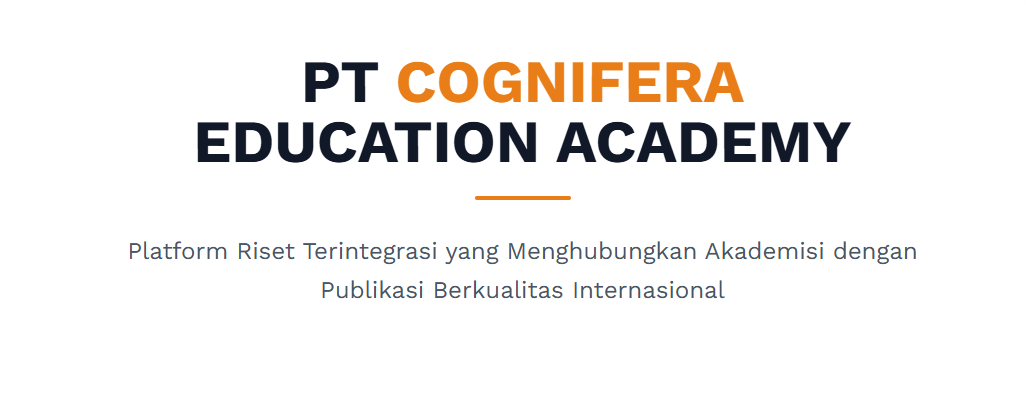 PT COGNIFERA
EDUCATION ACADEMY
Platform Riset Terintegrasi yang Menghubungkan Akademisi dengan
Publikasi Berkualitas Internasional